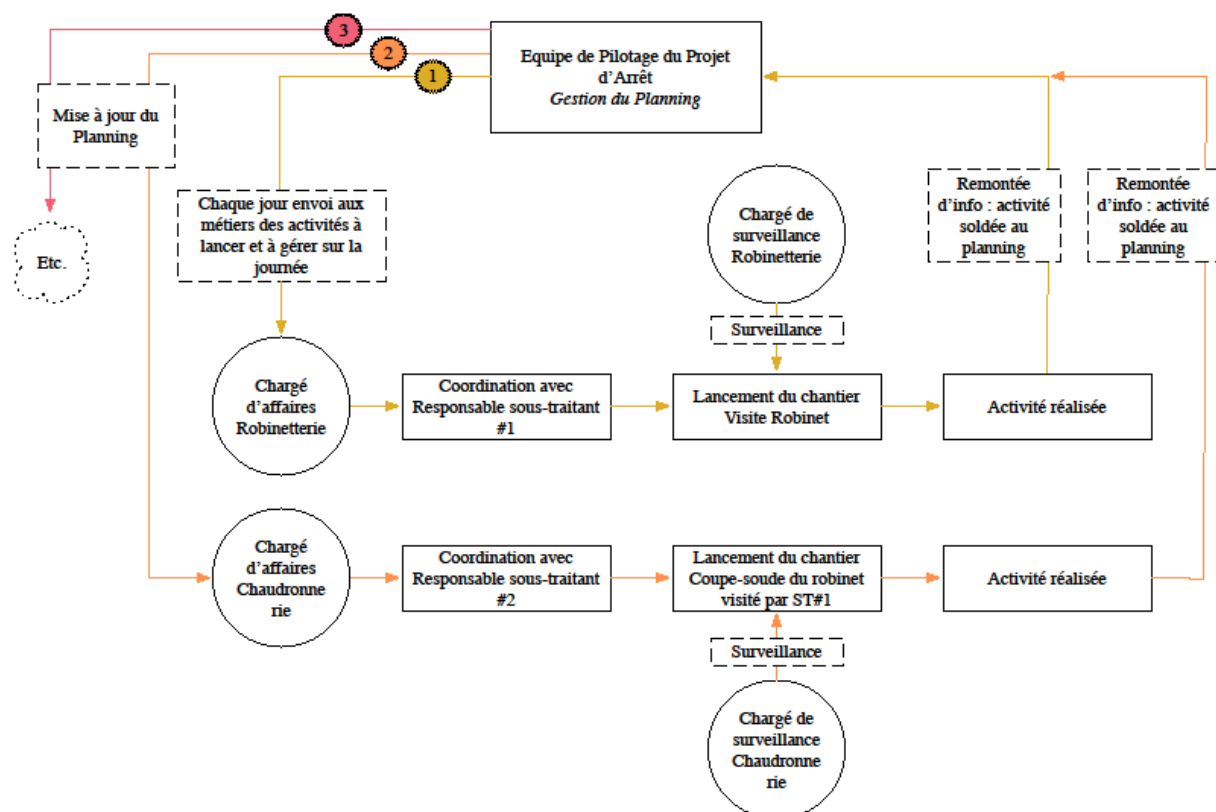 3
2
1
Equipe de Pilotage du Projet
d'Arrêt
Gestion du Planning
Mise à jour du
Planning
Etc.
Chaque jour envoi aux
métiers des activités à
lancer et à gérer sur la
journée
Chargé de
surveillance
Robinetterie
Remontée
d'info : activité
soldée au
planning
Remontée
d'info : activité
soldée au
planning
Surveillance
Chargé
d'affaires
Robinetterie
Coordination avec
Responsable sous-traitant
#1
Lancement du chantier
Visite Robinet
Activité réalisée
Chargé
d'affaires
Chaudronne
rie
Coordination avec
Responsable sous-traitant
#2
Lancement du chantier
Coupe-soude du robinet
visité par ST#1
Activité réalisée
Surveillance
Chargé de
surveillance
Chaudronne
rie